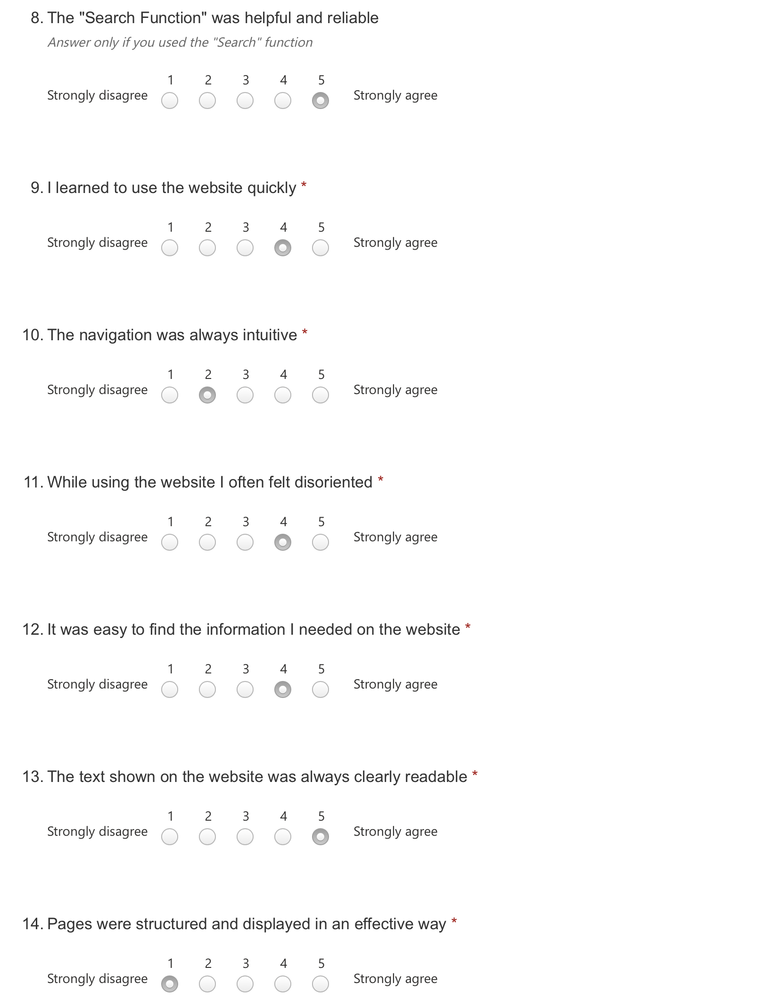 8. The "Search Function" was helpful and reliable
Answer only if you used the "Search" function
1 2 3 4 5
Strongly disagree Strongly agree
9. I learned to use the website quickly *
1 2 3 4 5
Strongly disagree Strongly agree
10. The navigation was always intuitive *
1 2 3 4 5
Strongly disagree Strongly agree
11. While using the website I often felt disoriented *
1 2 3 4 5
Strongly disagree Strongly agree
12. It was easy to find the information I needed on the website *
1 2 3 4 5
Strongly disagree Strongly agree
13. The text shown on the website was always clearly readable *
1 2 3 4 5
Strongly disagree Strongly agree
14. Pages were structured and displayed in an effective way *
1 2 3 4 5
Strongly disagree Strongly agree